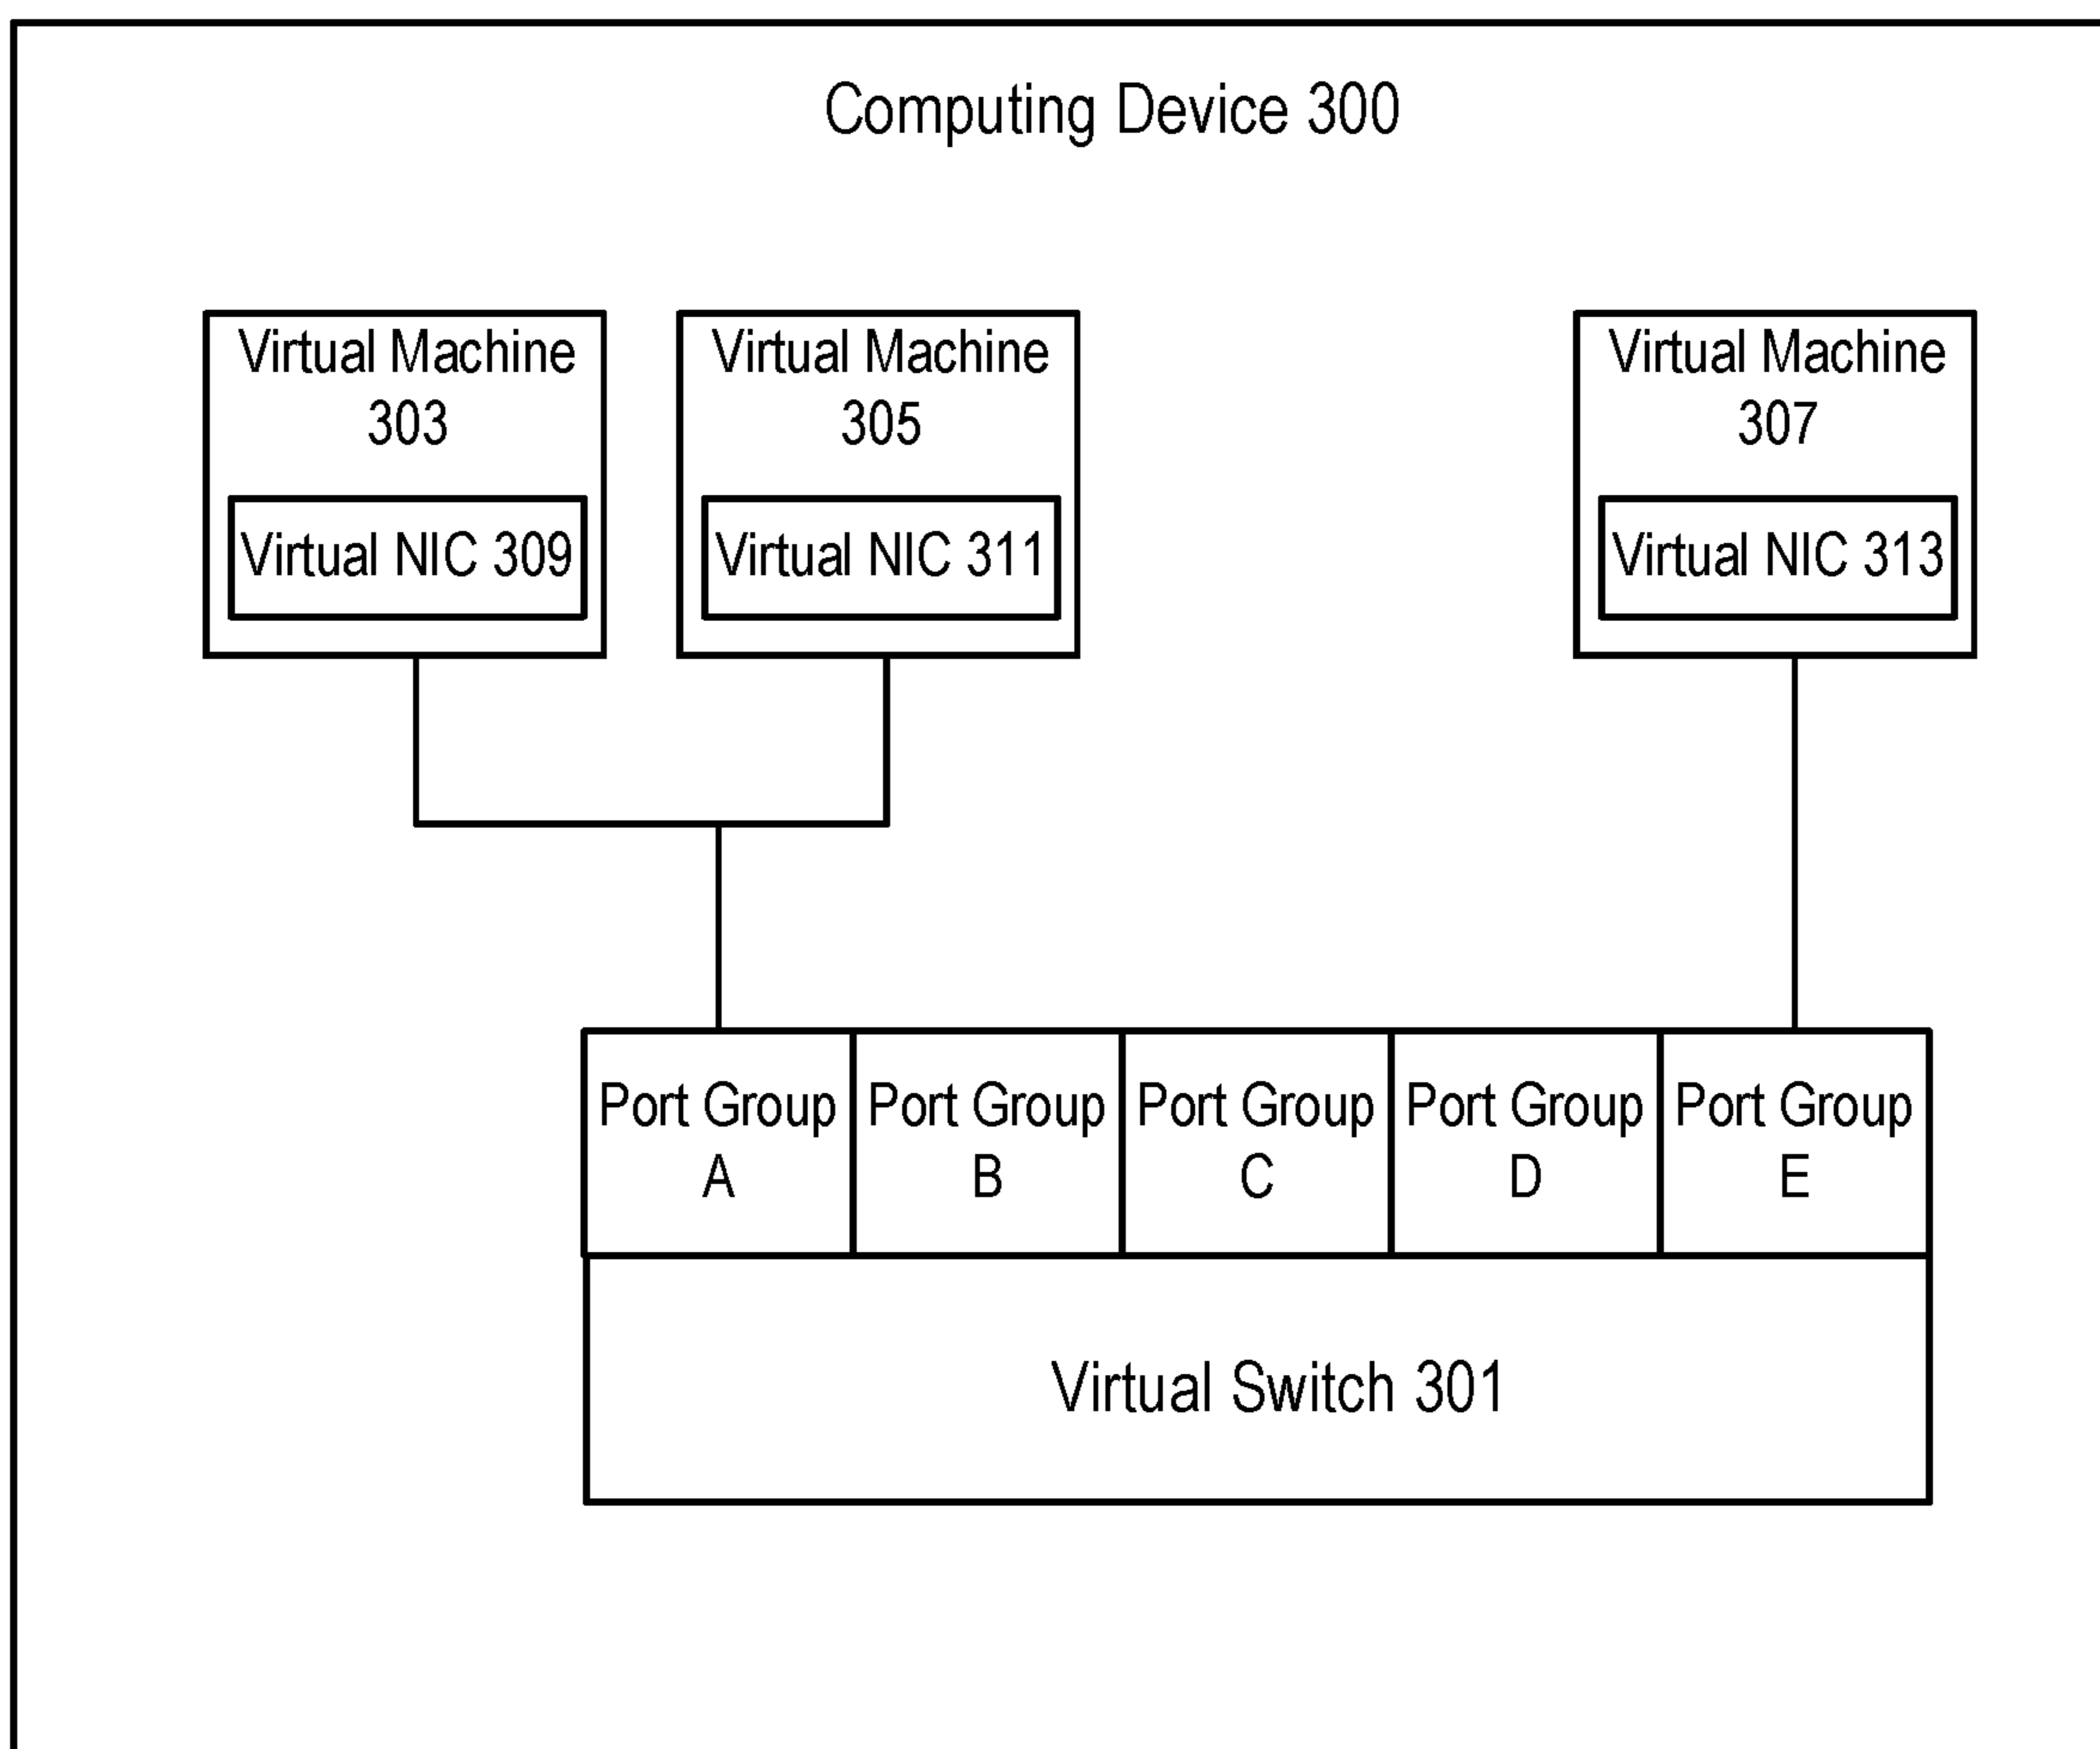 Computing Device 300
Virtual Machine
303
Virtual NIC 309
Virtual Machine
305
Virtual NIC 311
Virtual Machine
307
Virtual NIC 313
Port Group
A
Port Group
B
Port Group
C
Port Group
D
Port Group
E
Virtual Switch 301